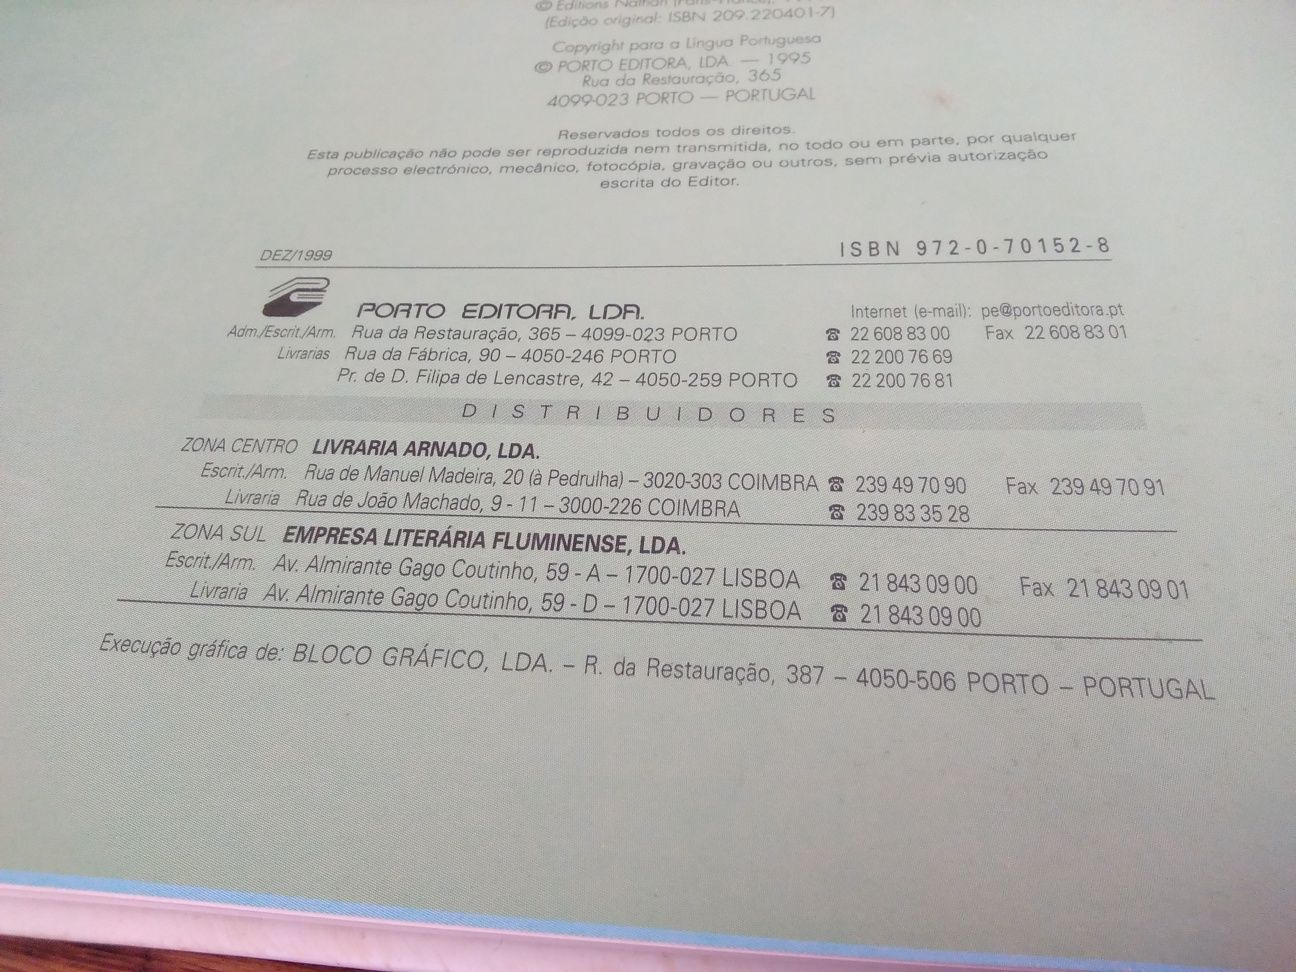 © Editions Nathan (Paris-France),
(Edição original: ISBN 209.220401-7)
Copyright para a Língua Portuguesa
© PORTO EDITORA, LDA. — 1995
Rua da Restauração, 365
4099-023 PORTO — PORTUGAL
Reservados todos os direitos.
Esta publicação não pode ser reproduzida nem transmitida, no todo ou em parte, por qualquer
processo electrónico, mecânico, fotocópia, gravação ou outros, sem prévia autorização
escrita do Editor.
DEZ/1999 ISBN 972-0-70152-8
PORTO EDITORA, LDA. Internet (e-mail): pe@portoeditora.pt
Adm./Escrit./Arm. Rua da Restauração, 365 – 4099-023 PORTO ☎ 22 608 83 00 Fax 22 608 83 01
Livrarias Rua da Fábrica, 90 – 4050-246 PORTO ☎ 22 200 76 69
Pr. de D. Filipa de Lencastre, 42 – 4050-259 PORTO ☎ 22 200 76 81
DISTRIBUIDORES
ZONA CENTRO LIVRARIA ARNADO, LDA.
Escrit./Arm. Rua de Manuel Madeira, 20 (à Pedrulha) – 3020-303 COIMBRA ☎ 239 49 70 90 Fax 239 49 70 91
Livraria Rua de João Machado, 9 - 11 – 3000-226 COIMBRA ☎ 239 83 35 28
ZONA SUL EMPRESA LITERÁRIA FLUMINENSE, LDA.
Escrit./Arm. Av. Almirante Gago Coutinho, 59 - A – 1700-027 LISBOA ☎ 21 843 09 00 Fax 21 843 09 01
Livraria Av. Almirante Gago Coutinho, 59 - D – 1700-027 LISBOA ☎ 21 843 09 00
Execução gráfica de: BLOCO GRÁFICO, LDA. – R. da Restauração, 387 – 4050-506 PORTO – PORTUGAL